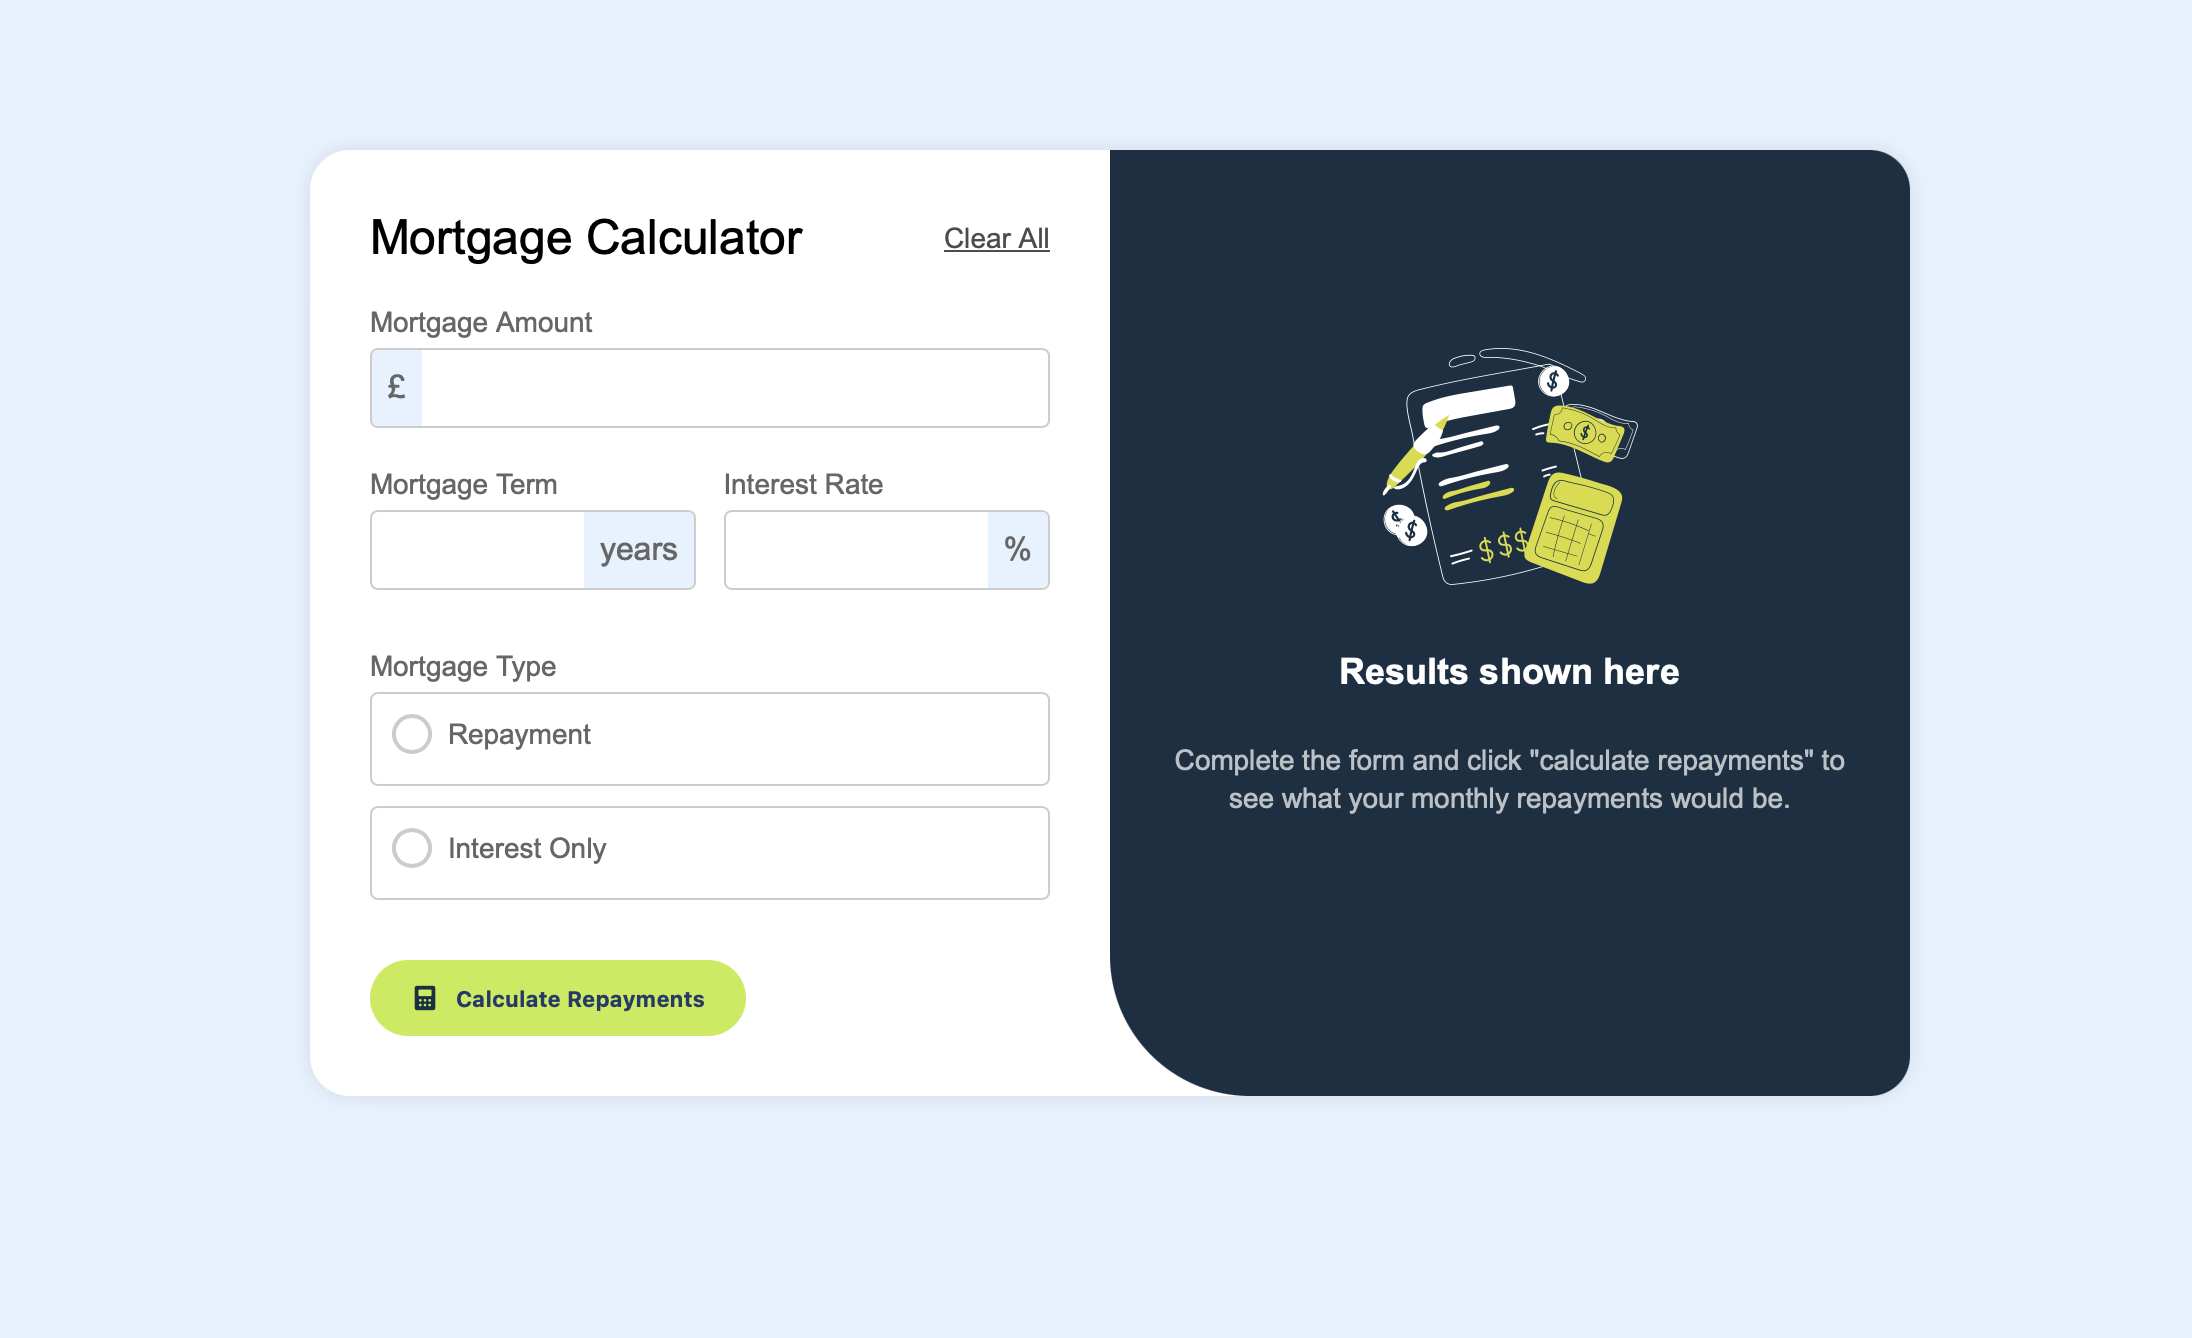 Mortgage Calculator
Clear All
Mortgage Amount
£
Mortgage Term
Interest Rate
years
%
Mortgage Type
Repayment
Interest Only
Calculate Repayments
$
$
$
$
$$$
Results shown here
Complete the form and click "calculate repayments" to
see what your monthly repayments would be.